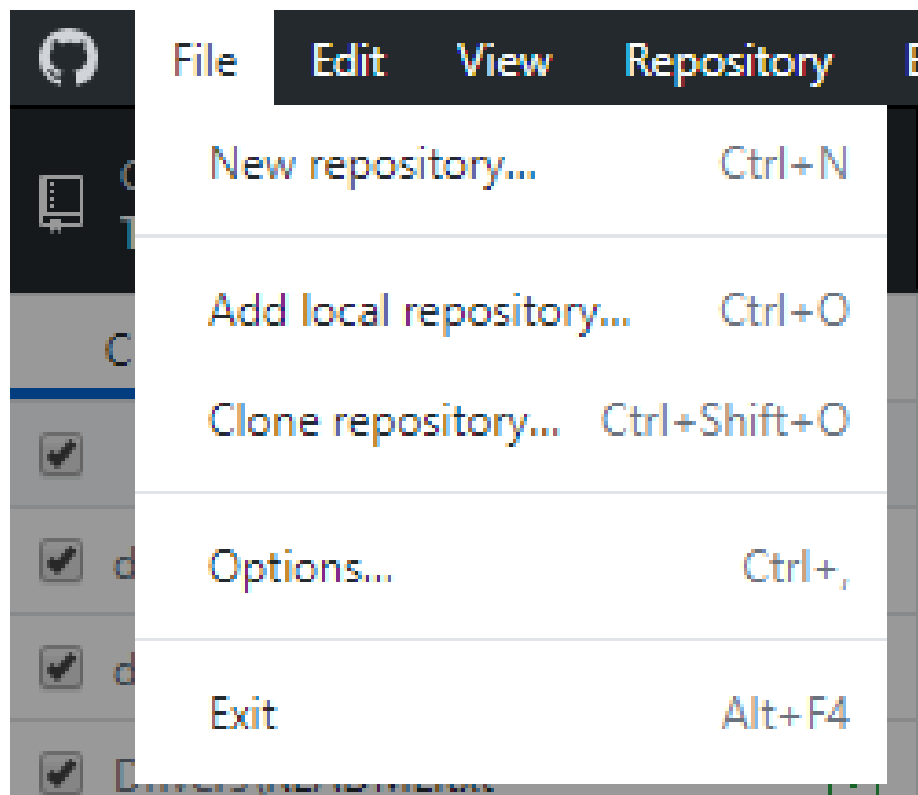 File Edit View Repository
New repository... Ctrl+N
Add local repository... Ctrl+O
Clone repository... Ctrl+Shift+O
Options... Ctrl+,
Exit Alt+F4